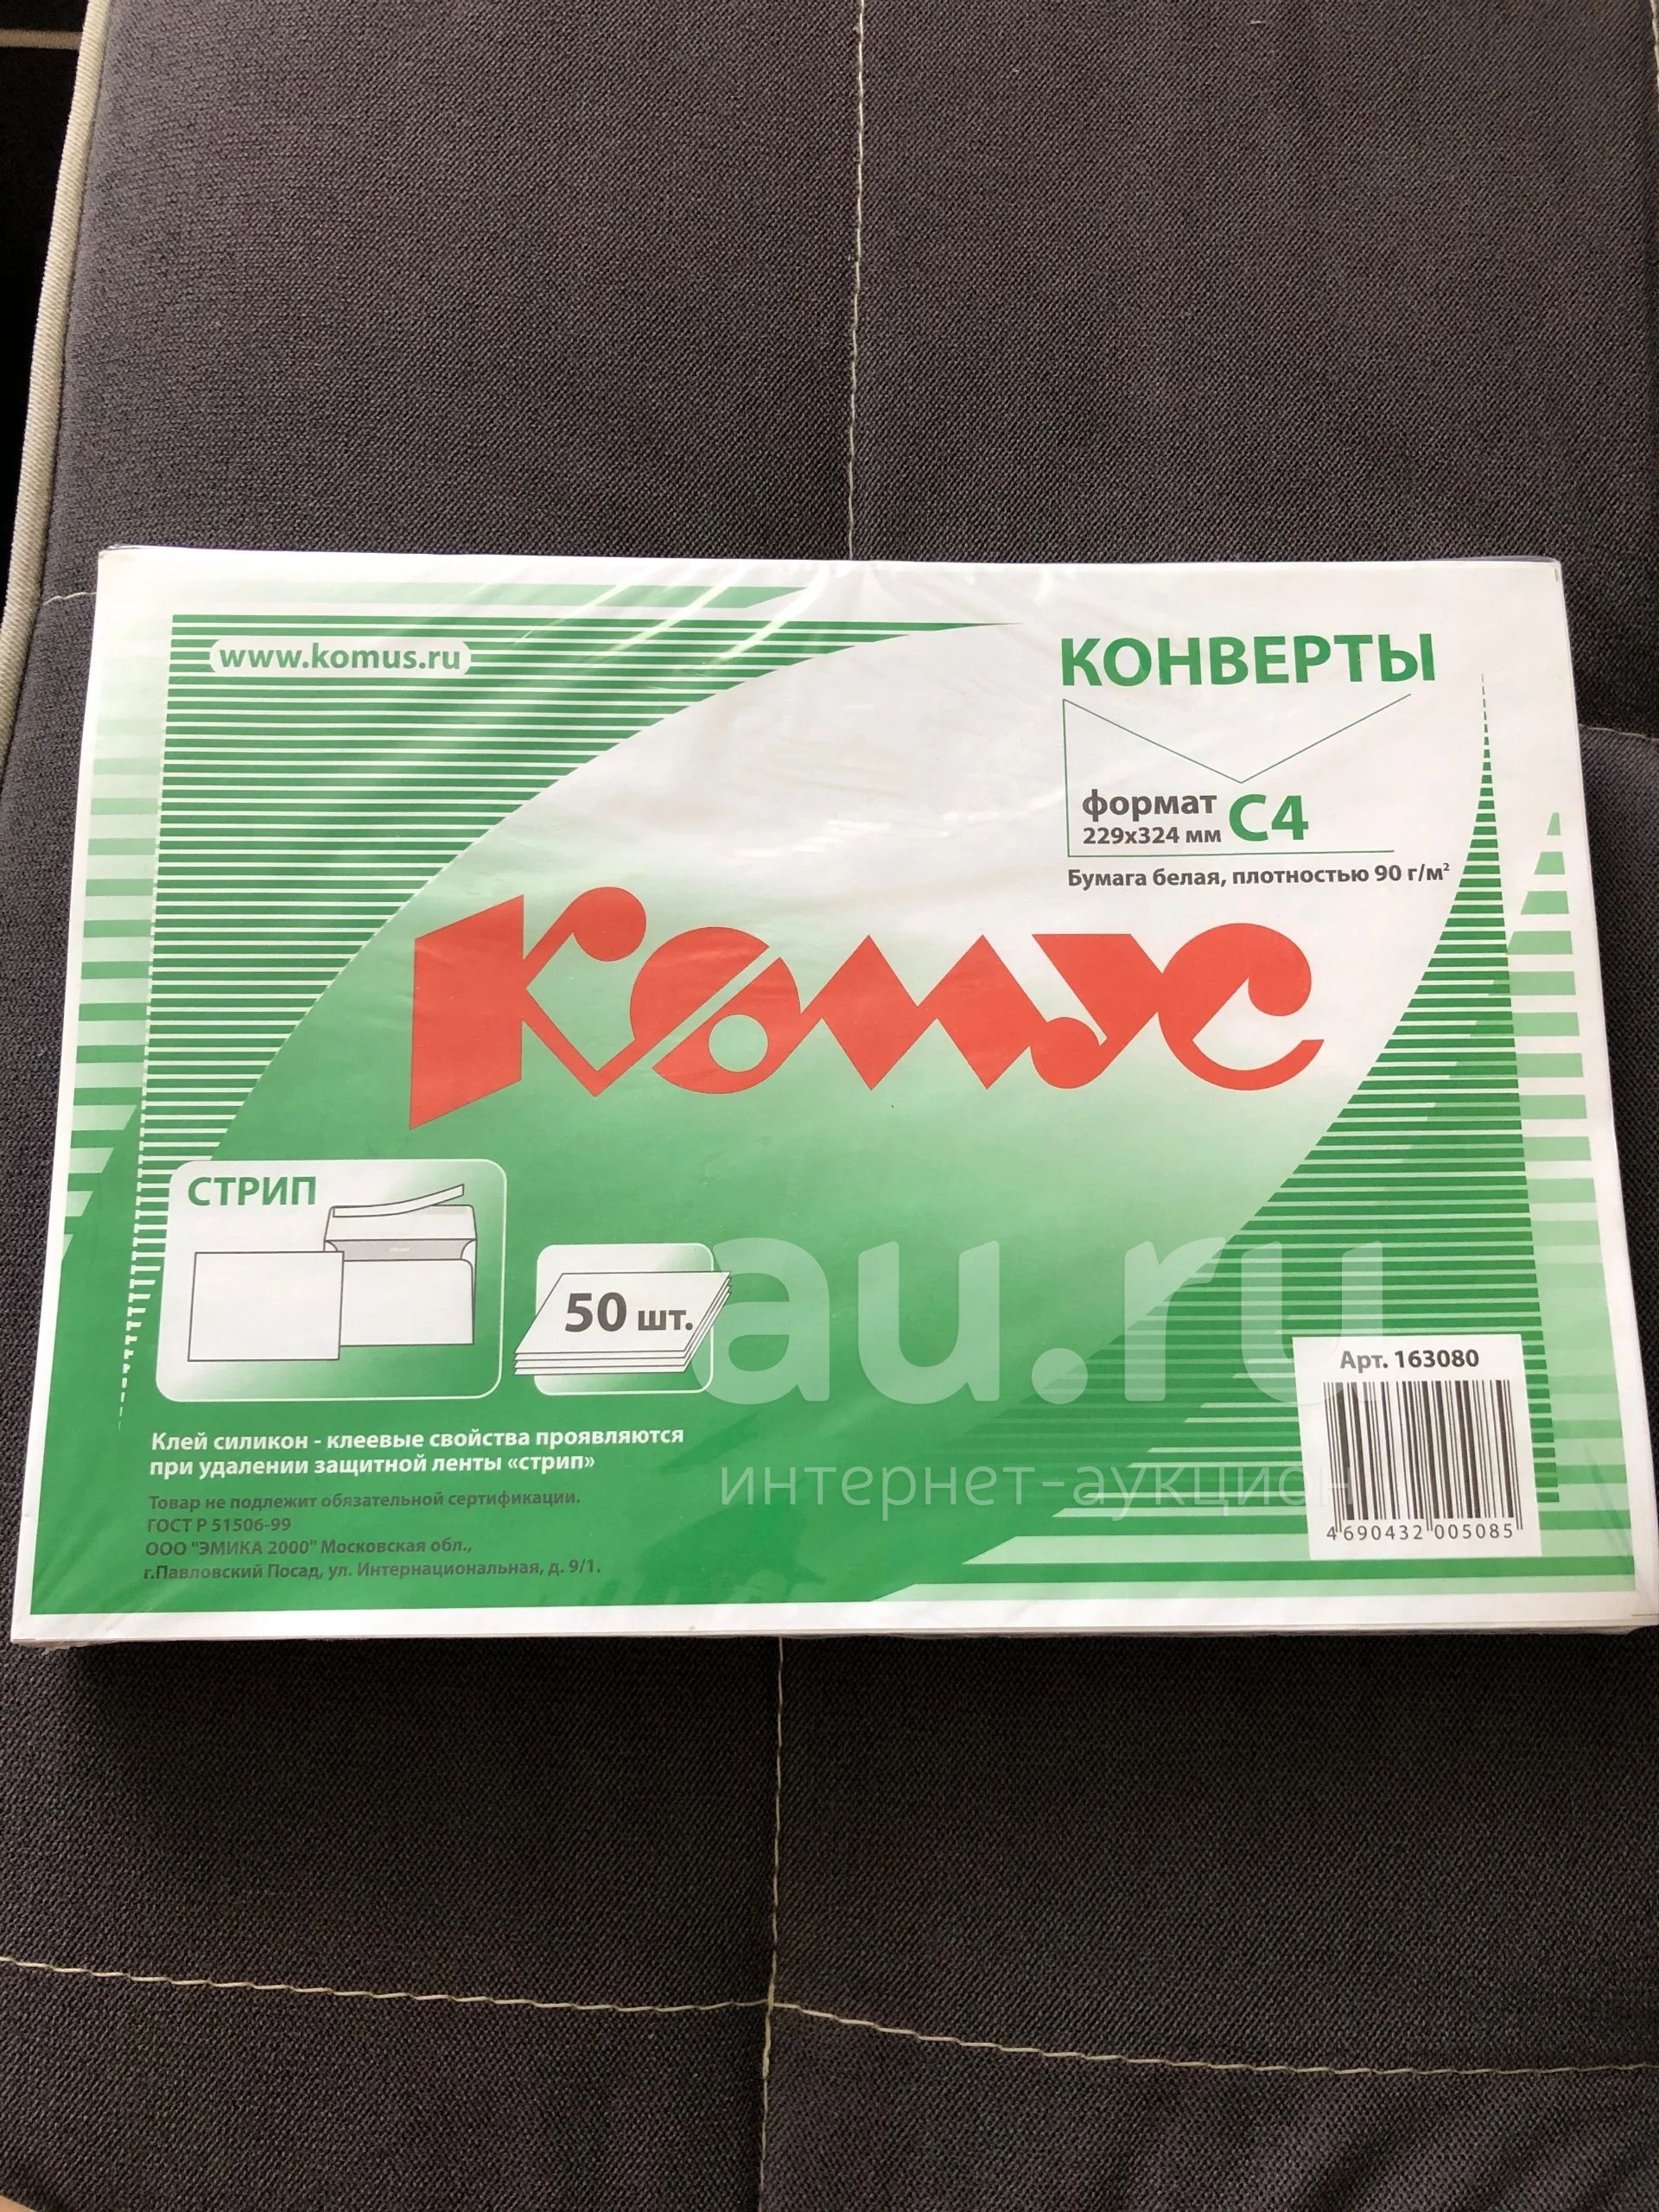 www.komus.ru
КОНВЕРТЫ
формат C4
229x324 мм
Бумага белая, плотностью 90 г/м²
Комус
СТРИП
50 шт.
au.ru
интернет-аукцион
Арт. 163080
4 690432 005085
Клей силикон - клеевые свойства проявляются
при удалении защитной ленты «стрип»
Товар не подлежит обязательной сертификации.
ГОСТ Р 51506-99
ООО "ЭМИКА 2000" Московская обл.,
г.Павловский Посад, ул. Интернациональная, д. 9/1.